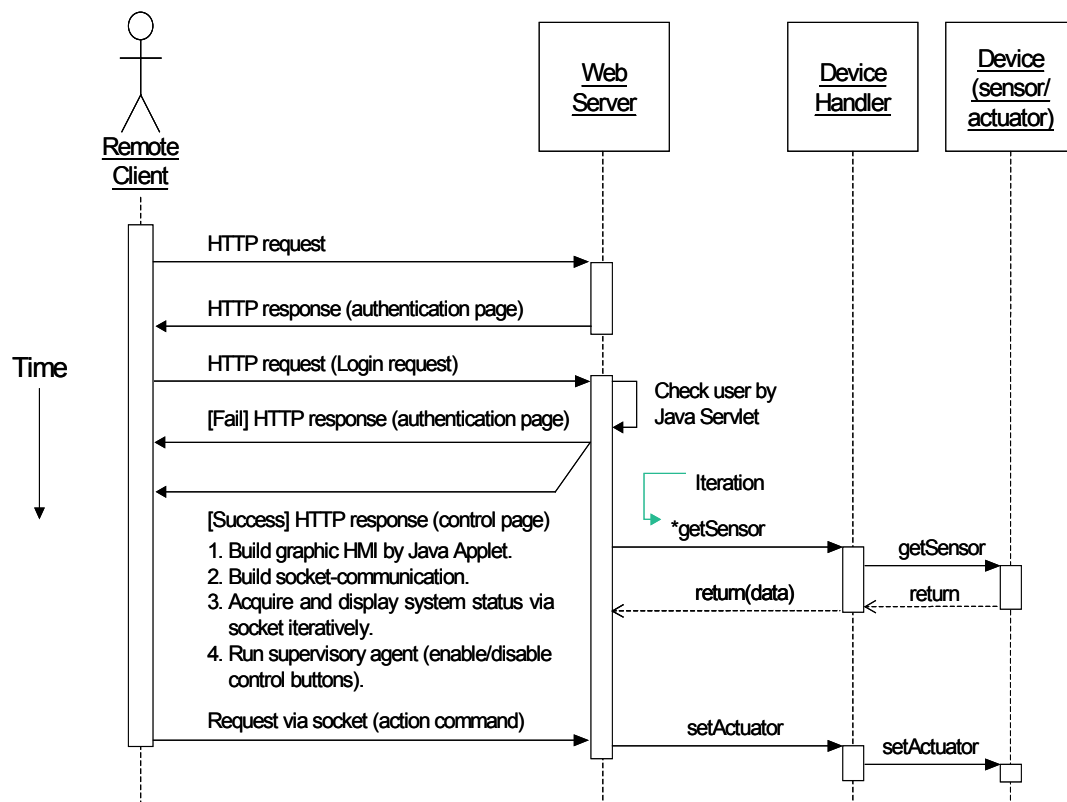 Remote
Client
Web
Server
Device
Handler
Device
(sensor/
actuator)
Time
HTTP request
HTTP response (authentication page)
HTTP request (Login request)
Check user by
Java Servlet
[Fail] HTTP response (authentication page)
Iteration
[Success] HTTP response (control page)
1. Build graphic HMI by Java Applet.
2. Build socket-communication.
3. Acquire and display system status via
socket iteratively.
4. Run supervisory agent (enable/disable
control buttons).
*getSensor
getSensor
return(data)
return
Request via socket (action command)
setActuator
setActuator